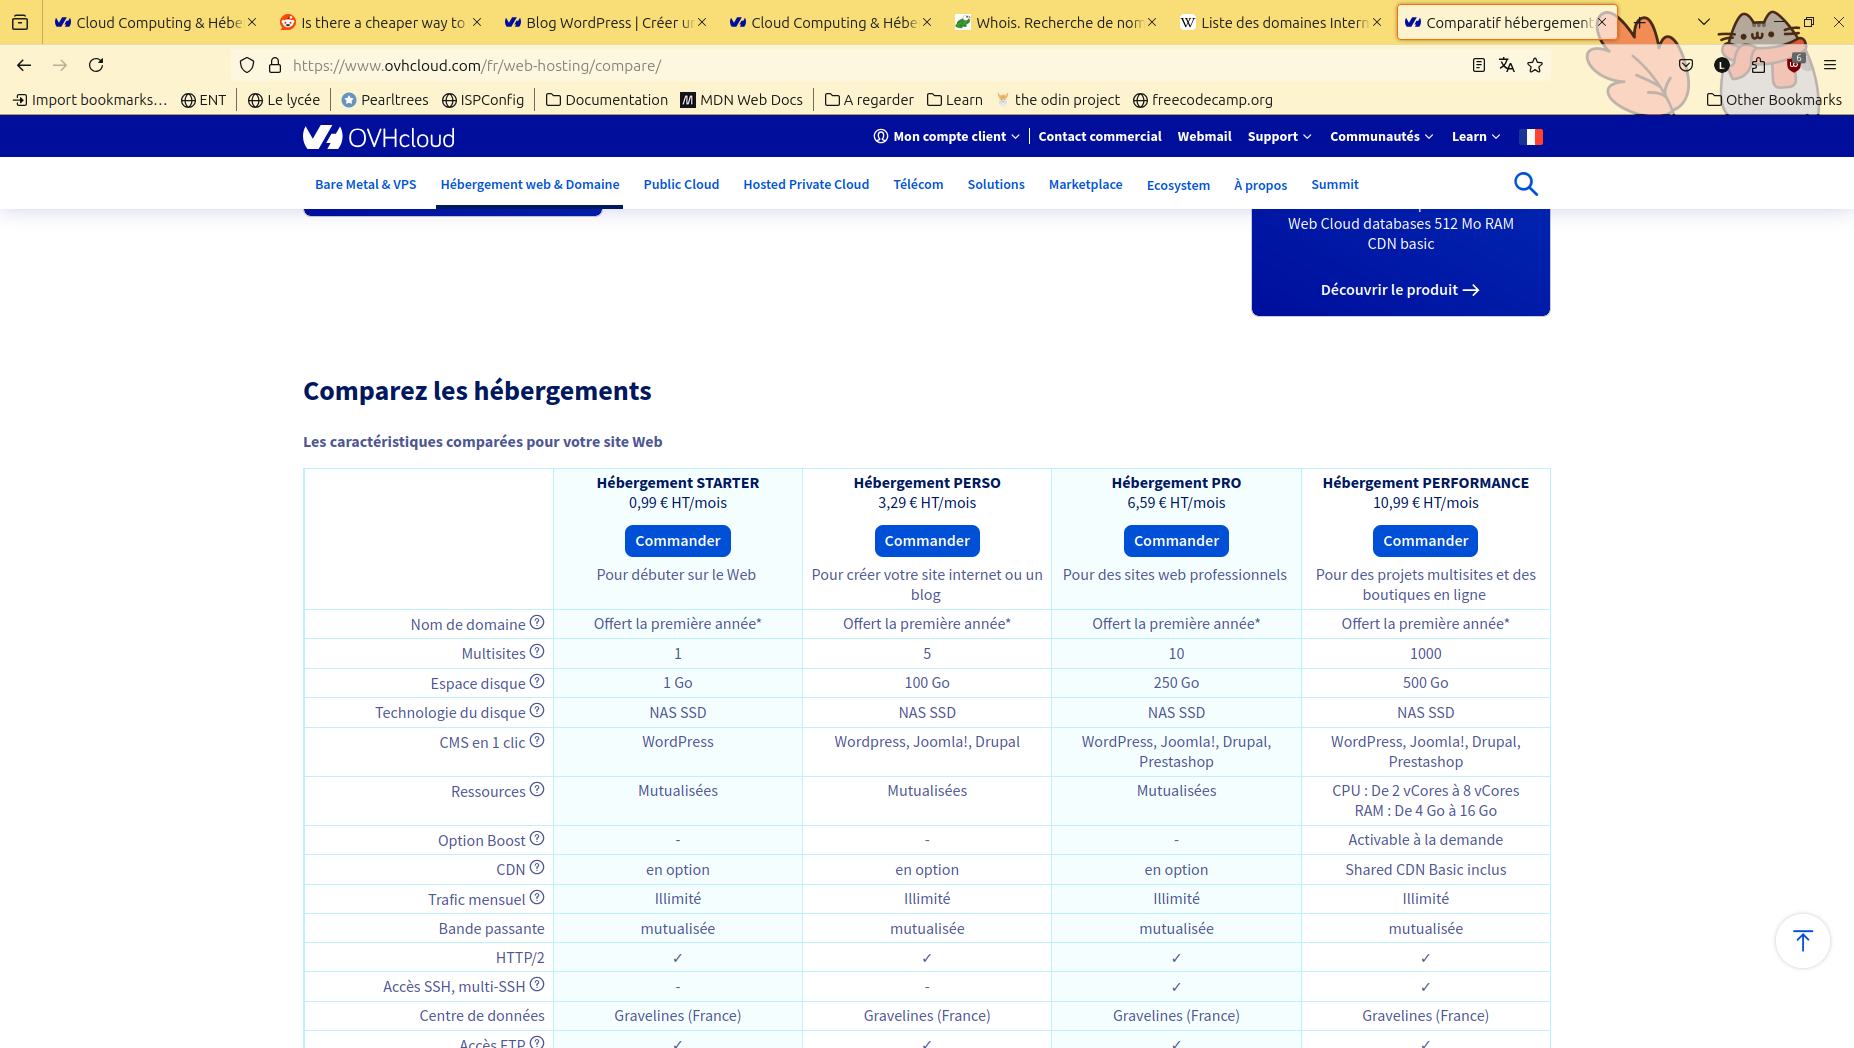 Cloud Computing & Hébe
Is there a cheaper way to
Blog WordPress | Créer ur
Cloud Computing & Hébe
Whois. Recherche de nom
Liste des domaines Intern
Comparatif hébergement
https://www.ovhcloud.com/fr/web-hosting/compare/
L
6
Import bookmarks…
ENT
Le lycée
Pearltrees
ISPConfig
Documentation
MDN Web Docs
A regarder
Learn
the odin project
freecodecamp.org
Other Bookmarks
OVHcloud
Mon compte client
Contact commercial
Webmail
Support
Communautés
Learn
Bare Metal & VPS
Hébergement web & Domaine
Public Cloud
Hosted Private Cloud
Télécom
Solutions
Marketplace
Ecosystem
À propos
Summit
Web Cloud databases 512 Mo RAM
CDN basic
Découvrir le produit
Comparez les hébergements
Les caractéristiques comparées pour votre site Web
Hébergement STARTER Hébergement PERSO Hébergement PRO Hébergement PERFORMANCE
0,99 € HT/mois 3,29 € HT/mois 6,59 € HT/mois 10,99 € HT/mois
Commander Commander Commander Commander
Pour débuter sur le Web Pour créer votre site internet ou un Pour des sites web professionnels Pour des projets multisites et des
blog boutiques en ligne
Nom de domaine ? Offert la première année* Offert la première année* Offert la première année* Offert la première année*
Multisites ? 1 5 10 1000
Espace disque ? 1 Go 100 Go 250 Go 500 Go
Technologie du disque ? NAS SSD NAS SSD NAS SSD NAS SSD
CMS en 1 clic ? WordPress Wordpress, Joomla!, Drupal WordPress, Joomla!, Drupal, WordPress, Joomla!, Drupal,
Prestashop Prestashop
Ressources ? Mutualisées Mutualisées Mutualisées CPU : De 2 vCores à 8 vCores
RAM : De 4 Go à 16 Go
Option Boost ? - - - Activable à la demande
CDN ? en option en option en option Shared CDN Basic inclus
Trafic mensuel ? Illimité Illimité Illimité Illimité
Bande passante mutualisée mutualisée mutualisée mutualisée
HTTP/2 ✓ ✓ ✓ ✓
Accès SSH, multi-SSH ? - - ✓ ✓
Centre de données Gravelines (France) Gravelines (France) Gravelines (France) Gravelines (France)
Accès FTP ? ✓ ✓ ✓ ✓